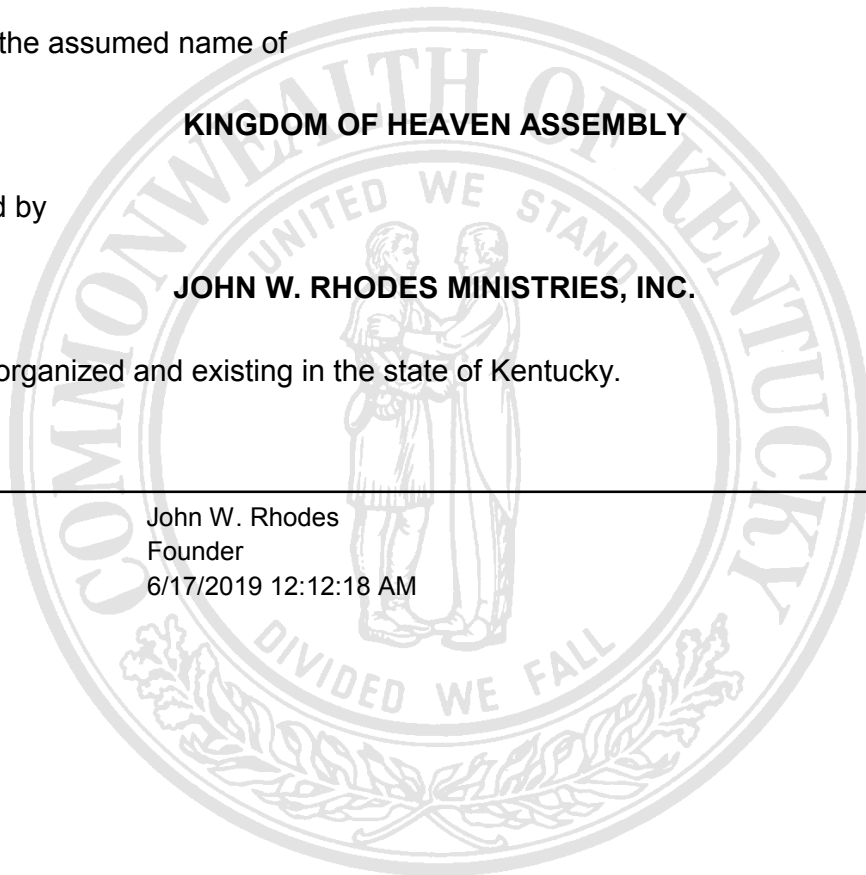 the assumed name of
KINGDOM OF HEAVEN ASSEMBLY
d by
JOHN W. RHODES MINISTRIES, INC.
organized and existing in the state of Kentucky.
John W. Rhodes
Founder
6/17/2019 12:12:18 AM
COMMONWEALTH OF KENTUCKY
UNITED WE STAND
DIVIDED WE FALL